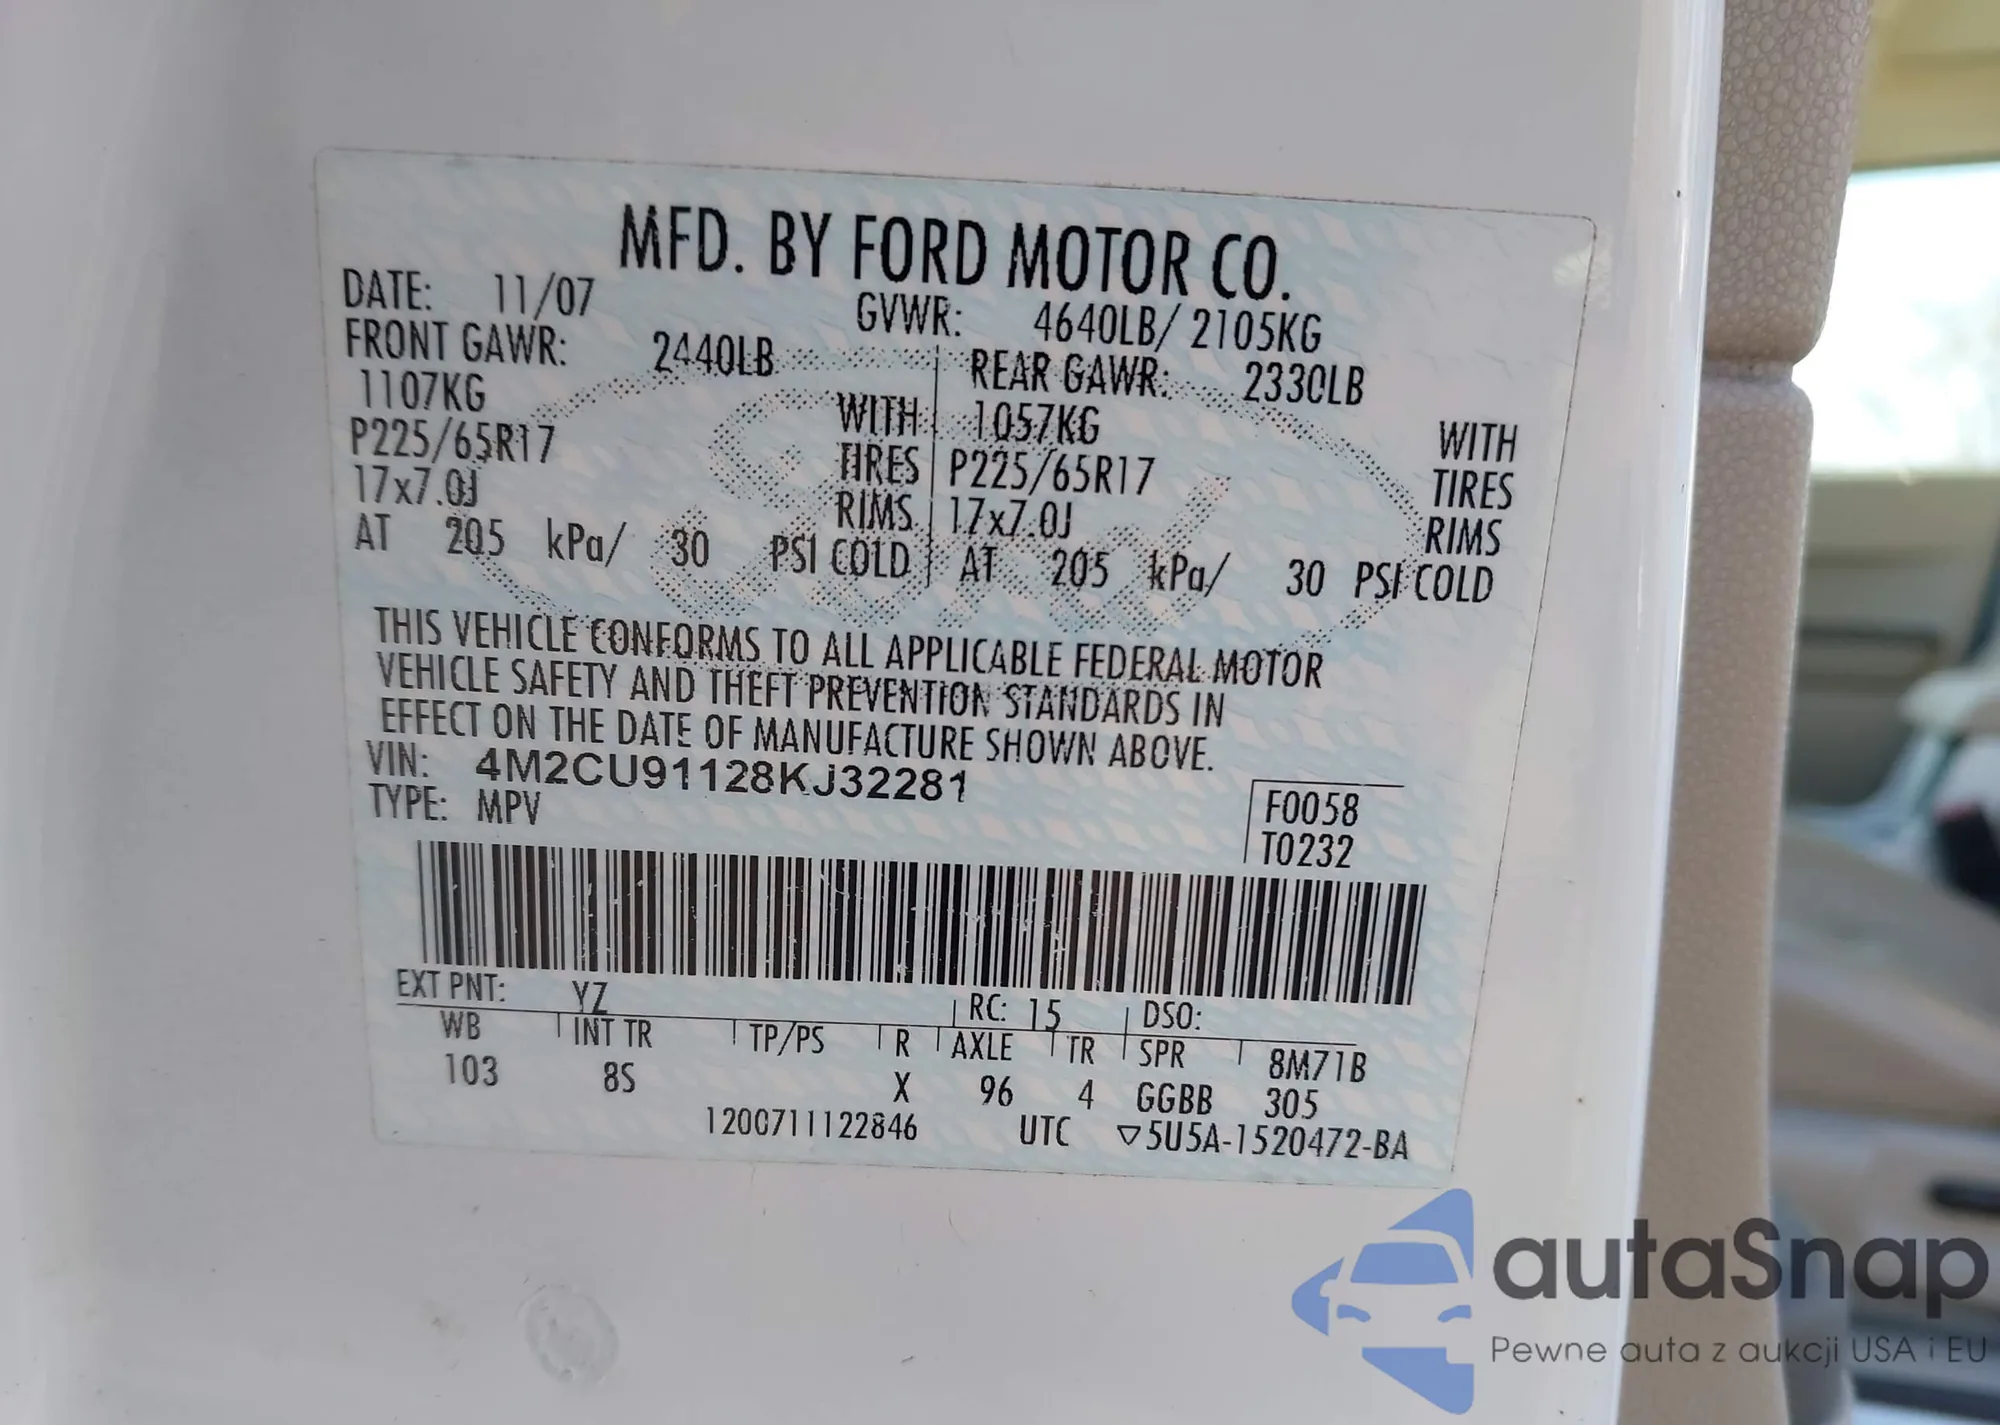 MFD. BY FORD MOTOR CO.
DATE: 11/07 GVWR: 4640LB/ 2105KG
FRONT GAWR: 2440LB REAR GAWR: 2330LB
1107KG WITH 1057KG WITH
P225/65R17 TIRES P225/65R17 TIRES
17x7.0J RIMS 17x7.0J RIMS
AT 205 kPa/ 30 PSI COLD AT 205 kPa/ 30 PSI COLD
THIS VEHICLE CONFORMS TO ALL APPLICABLE FEDERAL MOTOR
VEHICLE SAFETY AND THEFT PREVENTION STANDARDS IN
EFFECT ON THE DATE OF MANUFACTURE SHOWN ABOVE.
VIN: 4M2CU91128KJ32281
TYPE: MPV
F0058
T0232
EXT PNT: YZ RC: 15 DSO:
WB INT TR TP/PS R AXLE TR SPR 8M71B
103 8S X 96 4 GGBB 305
1200711122846 UTC ▽5U5A-1520472-BA
Ford
autaSnap
Pewne auta z aukcji USA i EU